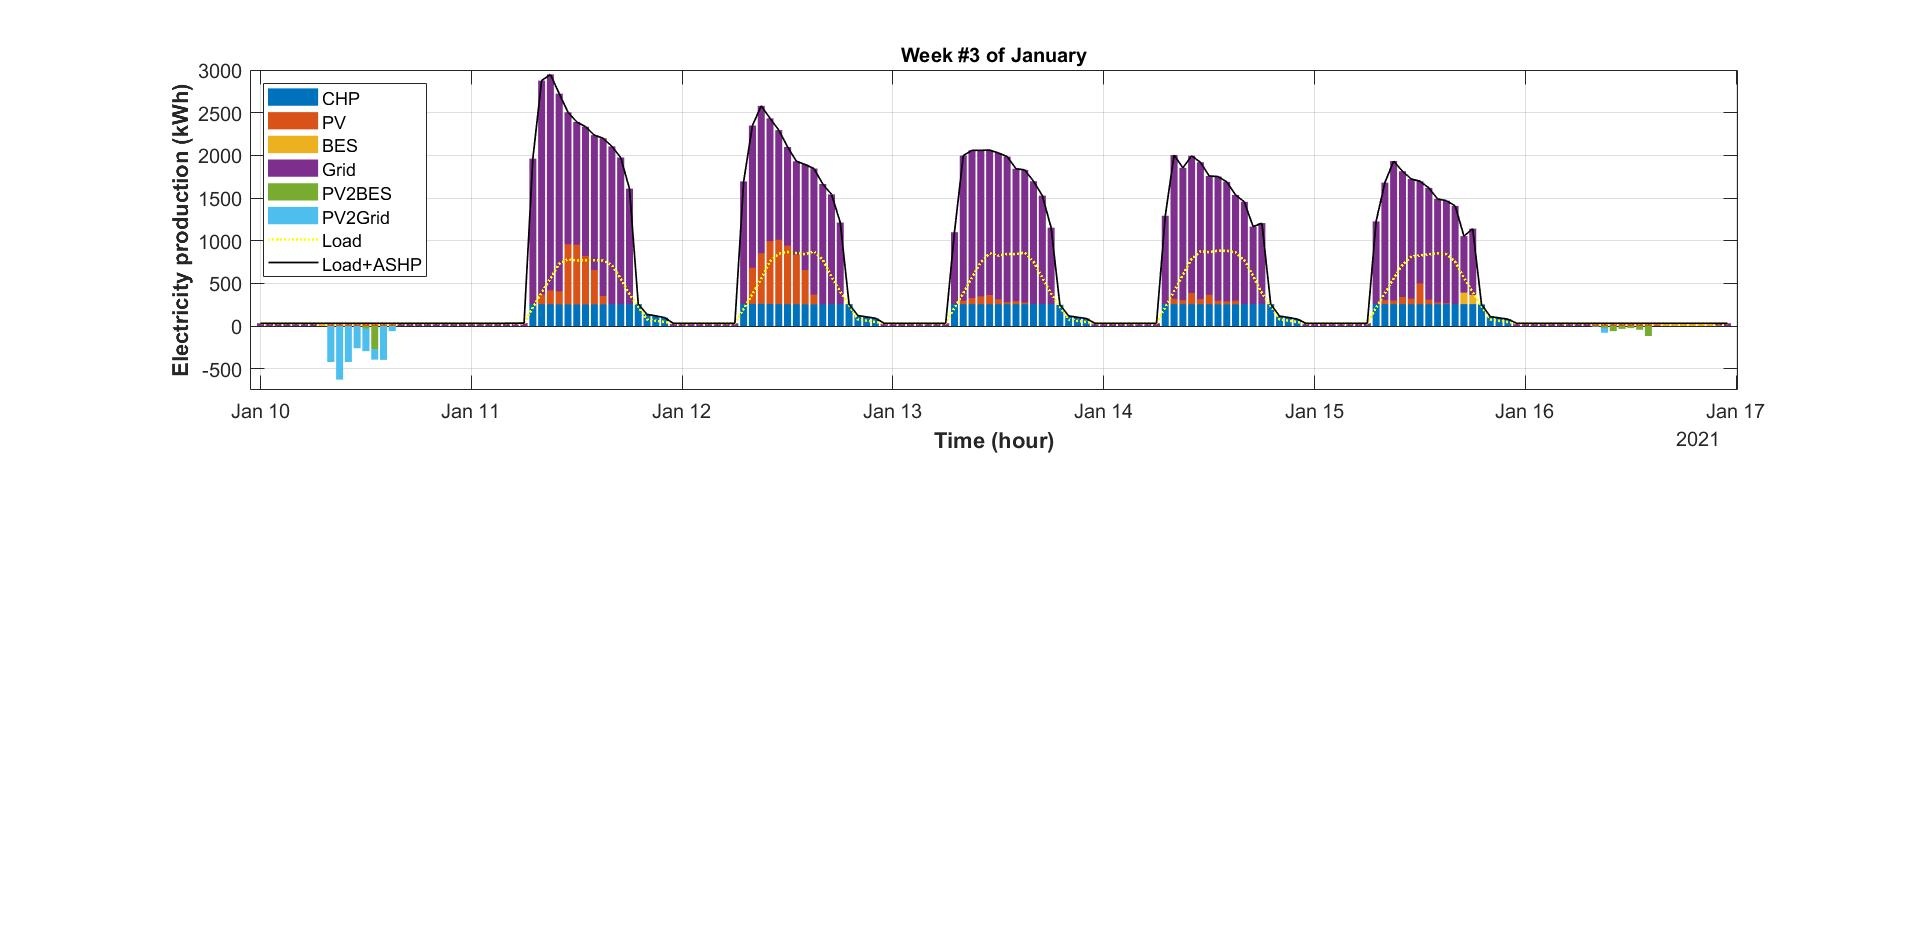 Week #3 of January
Electricity production (kWh)
3000
2500
2000
1500
1000
500
0
-500
CHP
PV
BES
Grid
PV2BES
PV2Grid
Load
Load+ASHP
Jan 10
Jan 11
Jan 12
Jan 13
Jan 14
Jan 15
Jan 16
Jan 17
Time (hour)
2021